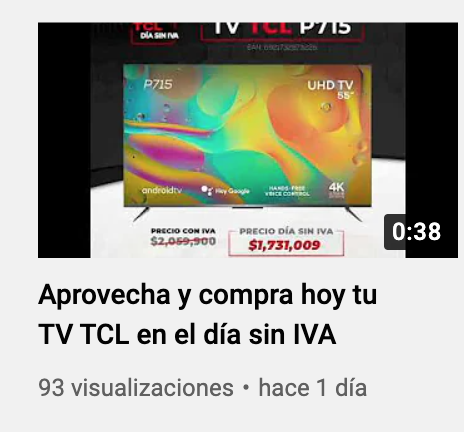 TCL
DÍA SIN IVA
TV TCL P715
P715
UHD TV
55"
androidtv
Hey Google
HANDS-FREE
VOICE CONTROL
4K
PRECIO CON IVA
$2,059,900
PRECIO DÍA SIN IVA
$1,731,009
0:38
Aprovecha y compra hoy tu
TV TCL en el día sin IVA
93 visualizaciones • hace 1 día